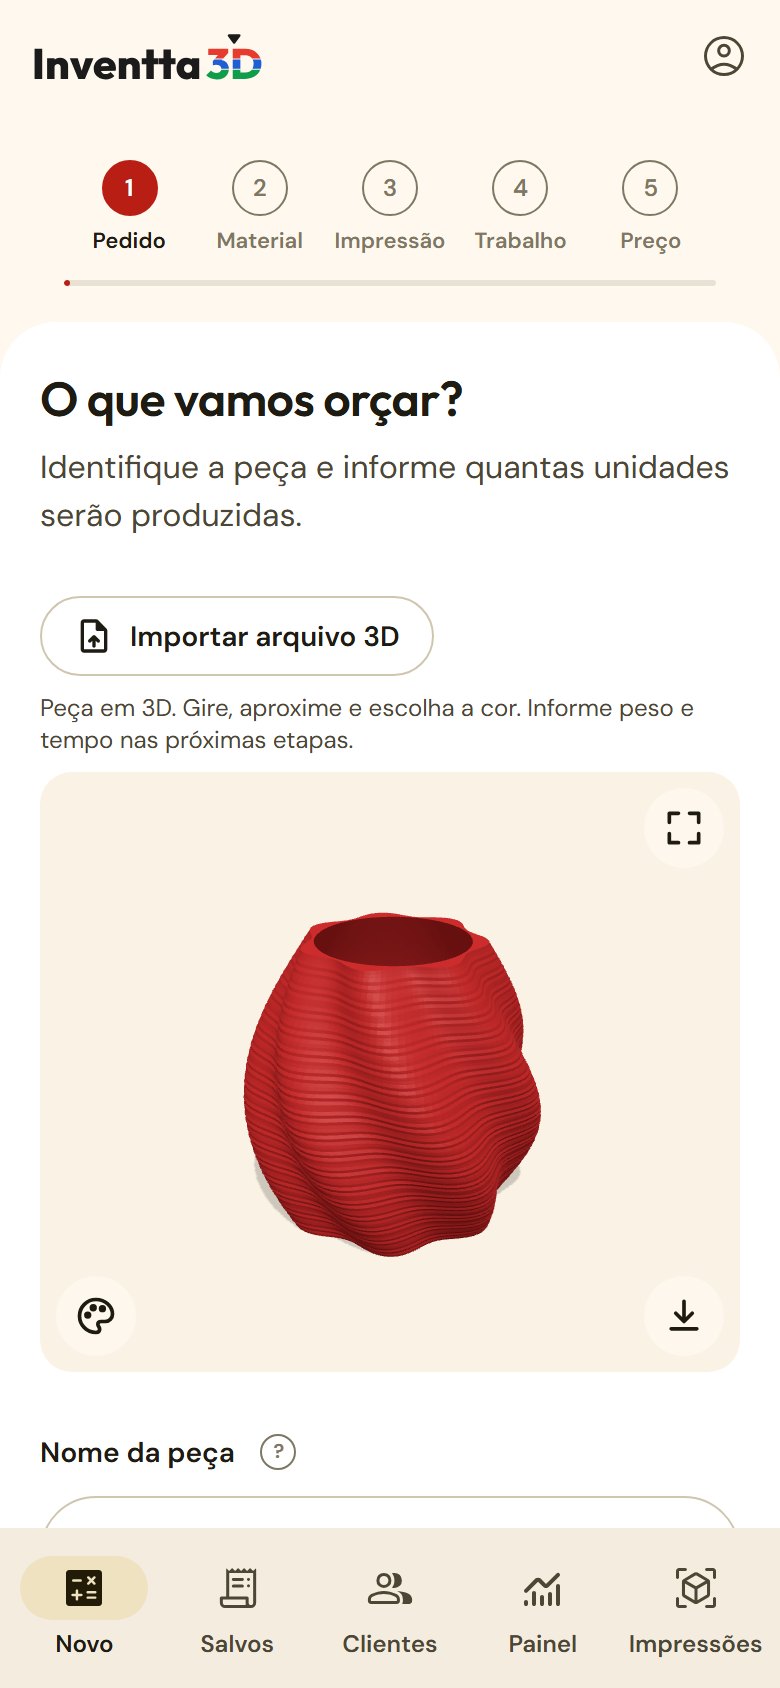 Inventta 3D
1 2 3 4 5
Pedido Material Impressão Trabalho Preço
O que vamos orçar?
Identifique a peça e informe quantas unidades
serão produzidas.
Importar arquivo 3D
Peça em 3D. Gire, aproxime e escolha a cor. Informe peso e
tempo nas próximas etapas.
Nome da peça ?
Novo Salvos Clientes Painel Impressões